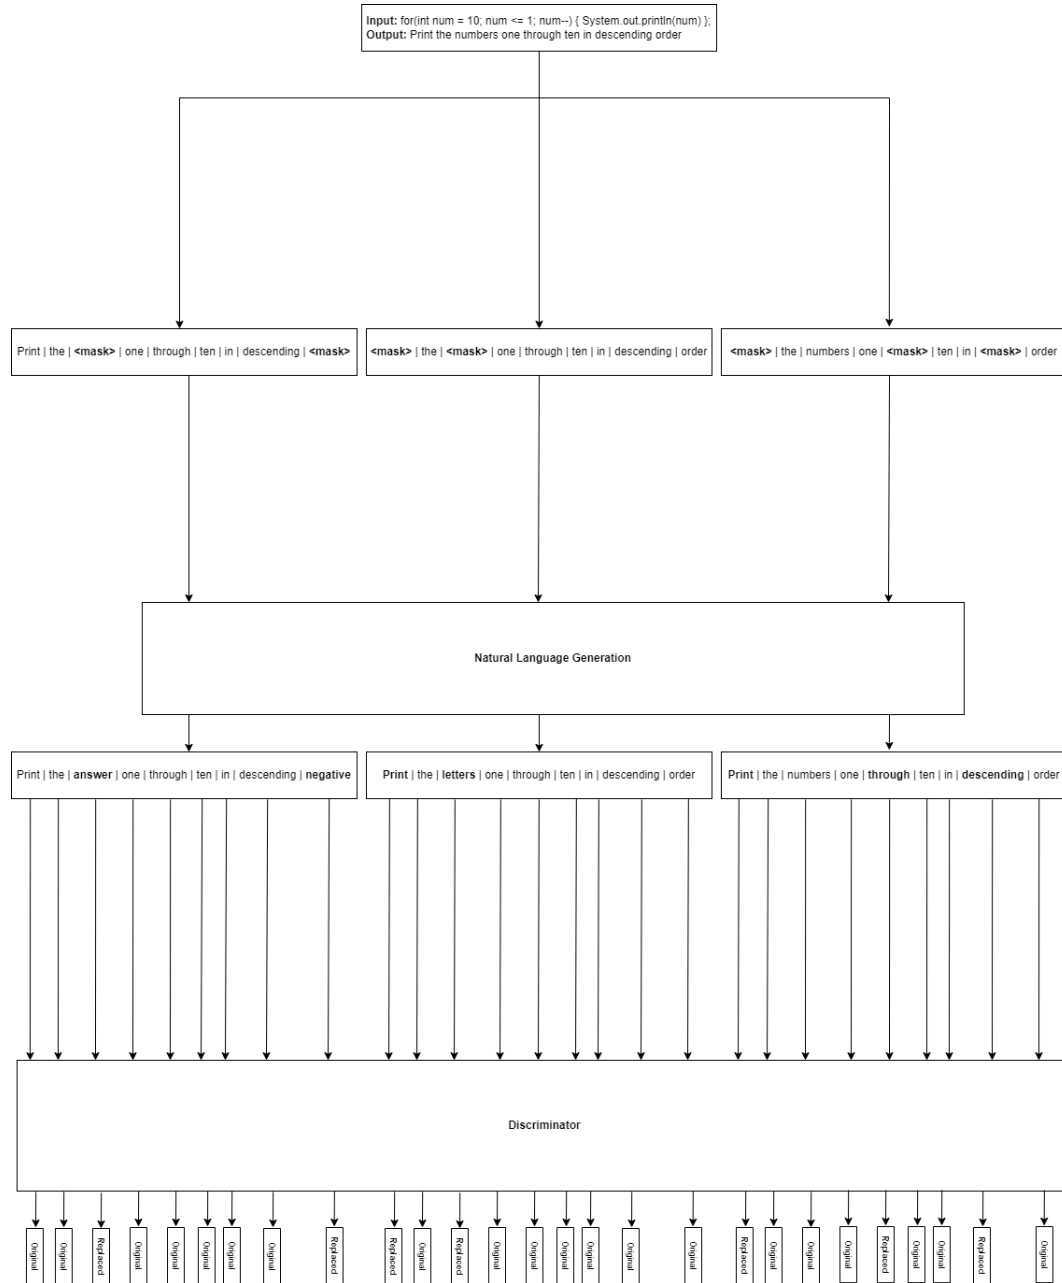 Input: for(int num = 10; num <= 1; num--) { System.out.println(num) };
Output: Print the numbers one through ten in descending order
Print | the | <mask> | one | through | ten | in | descending | <mask>
<mask> | the | <mask> | one | through | ten | in | descending | order
<mask> | the | numbers | one | <mask> | ten | in | <mask> | order
Natural Language Generation
Print | the | answer | one | through | ten | in | descending | negative
Print | the | letters | one | through | ten | in | descending | order
Print | the | numbers | one | through | ten | in | descending | order
Discriminator
Original
Original
Replaced
Original
Original
Original
Original
Original
Replaced
Replaced
Original
Replaced
Original
Original
Original
Original
Original
Original
Replaced
Original
Original
Original
Replaced
Original
Original
Replaced
Original